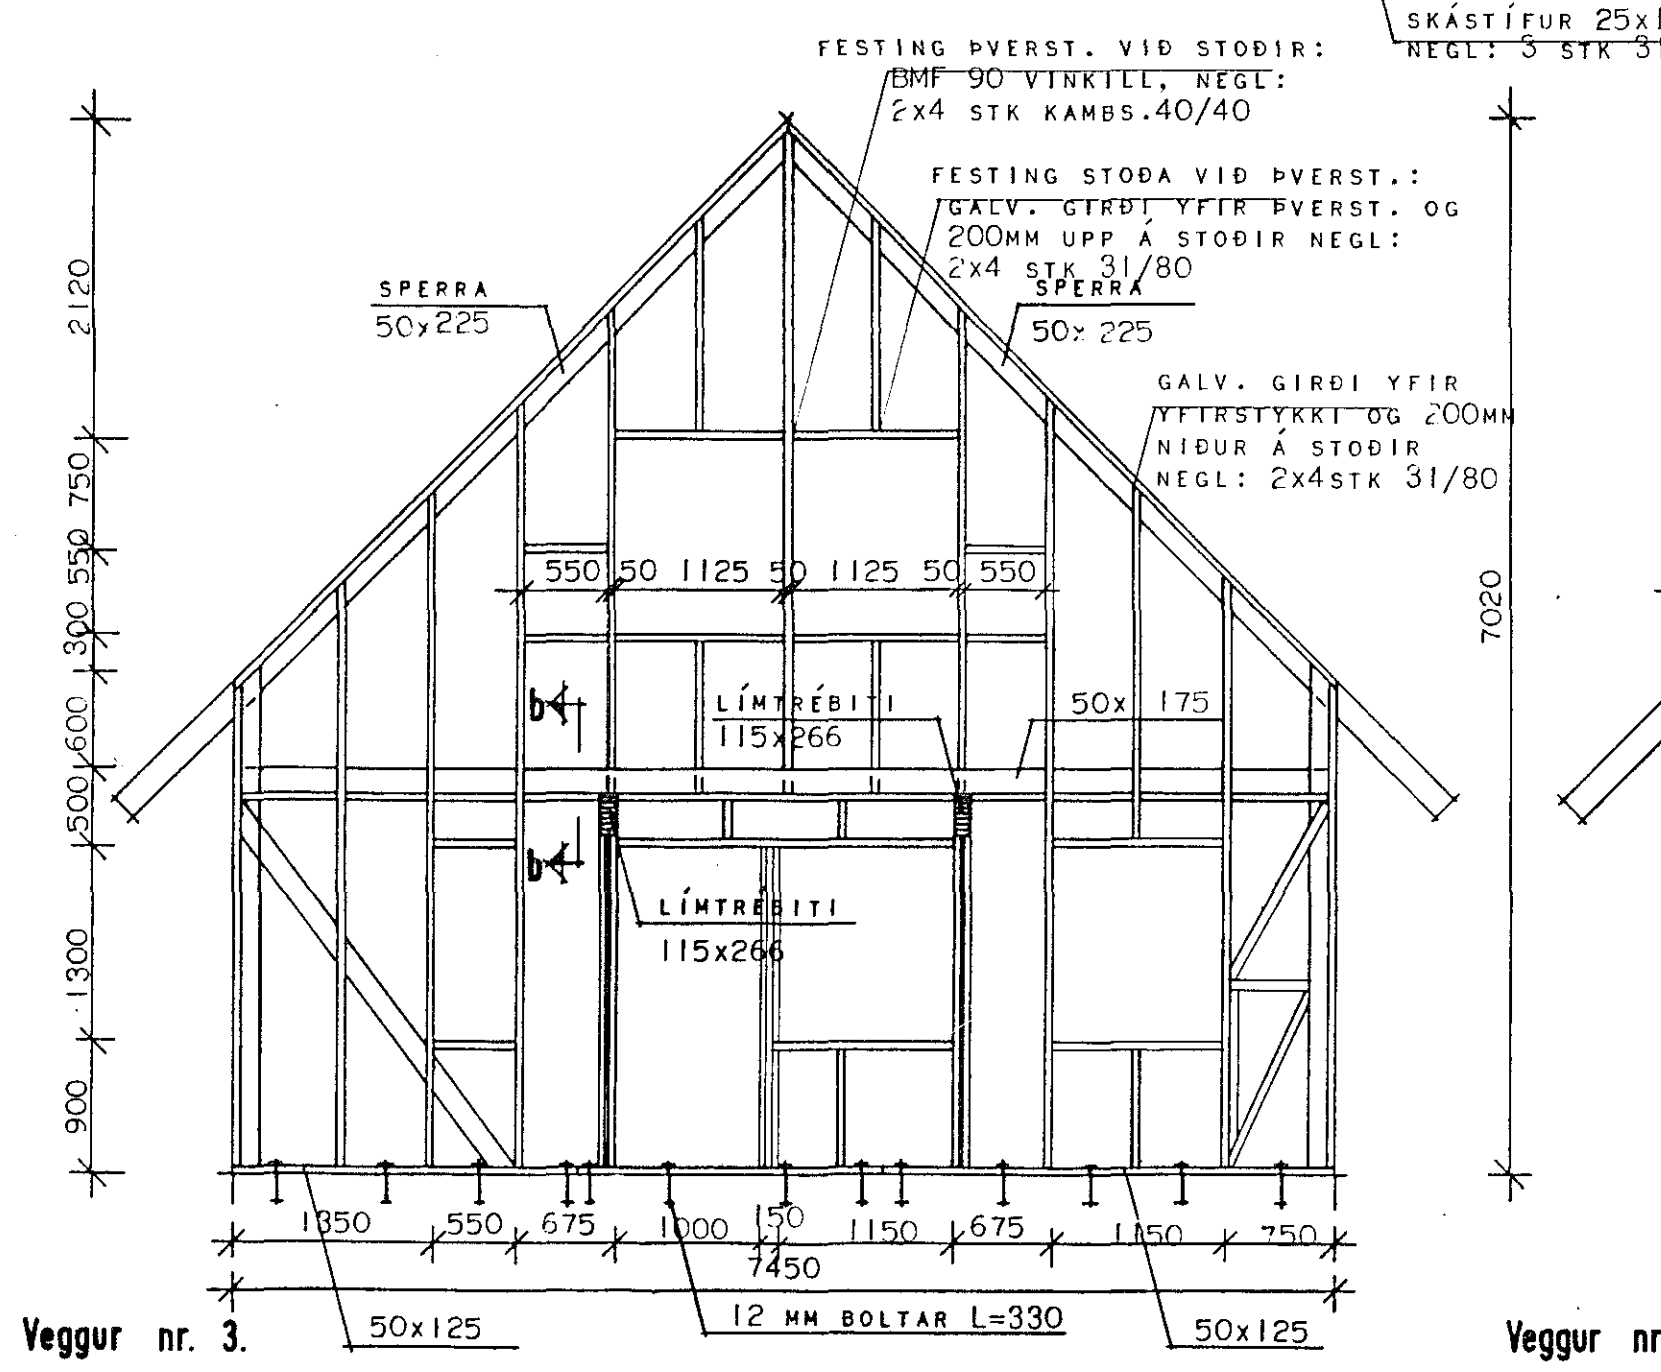 SKÁSTÍFUR 25x1
NEGL: 3 STK 31
FESTING ÞVERST. VIÐ STOÐIR:
BMF 90 VINKILL, NEGL:
2x4 STK KAMBS.40/40
FESTING STOÐA VIÐ ÞVERST.:
GALV. GIRÐI YFIR ÞVERST. OG
200MM UPP Á STOÐIR NEGL:
2x4 STK 31/80
SPERRA
50x225
SPERRA
50x225
GALV. GIRÐI YFIR
YFIRSTYKKI OG 200MM
NIÐUR Á STOÐIR
NEGL: 2x4STK 31/80
2120
750
550
300
600
500
1300
900
550 50 1125 50 1125 50 550
7020
b
LÍMTRÉBITI
115x266
50x175
b
LÍMTRÉBITI
115x266
1350 550 675 1000 150 1150 675 1150 750
7450
50x125
12 MM BOLTAR L=330
50x125
Veggur nr. 3.
Veggur nr